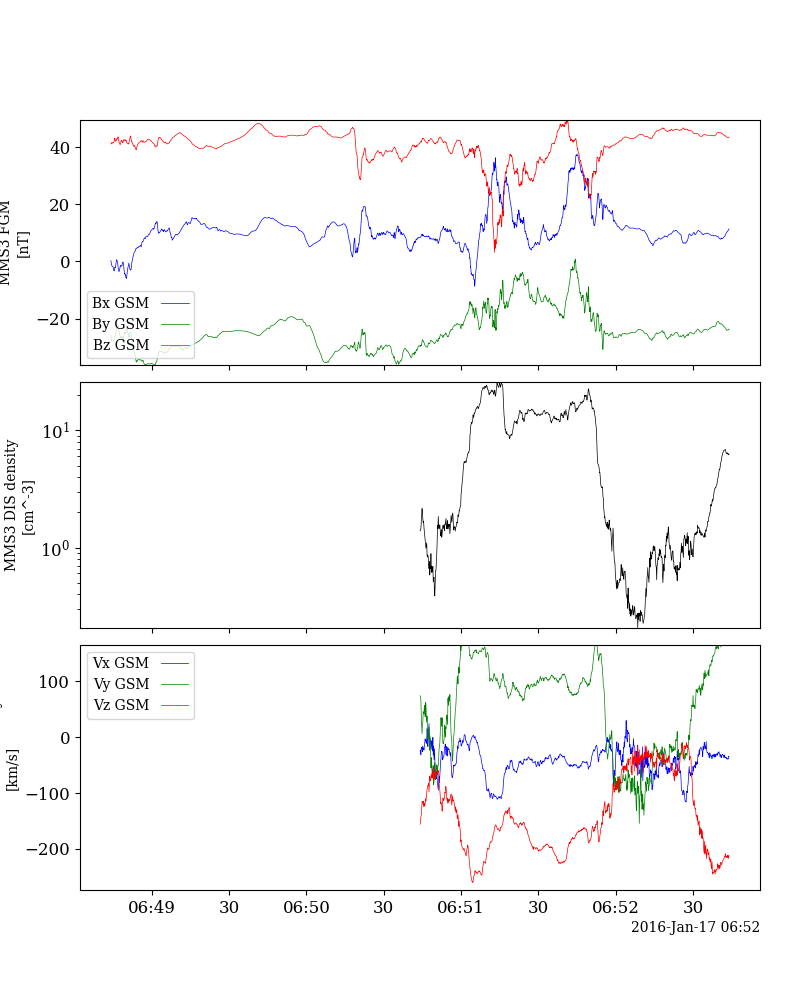 MMS3 FGM
[nT]
40
20
0
−20
Bx GSM
By GSM
Bz GSM
MMS3 DIS density
[cm^-3]
10^1
10^0
[km/s]
100
0
−100
−200
Vx GSM
Vy GSM
Vz GSM
06:49
30
06:50
30
06:51
30
06:52
30
2016-Jan-17 06:52